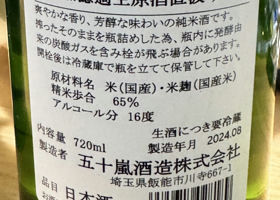 過生原酒直
爽やかな香り、芳醇な味わいの純米酒です。
搾ったそのままを瓶詰めした為、瓶内に発酵由
来の炭酸ガスを含み栓が飛ぶ場合があります。
開栓後は冷蔵庫で瓶を立てて保管して下さい。
原材料名 米(国産)・米麹(国産米)
精米歩合 65%
アルコール分 16度
生酒につき要冷蔵
内容量 720ml 製造年月 2024.08
製造者 五十嵐酒造株式会社
埼玉県飯能市川寺667-1
品目 日本酒